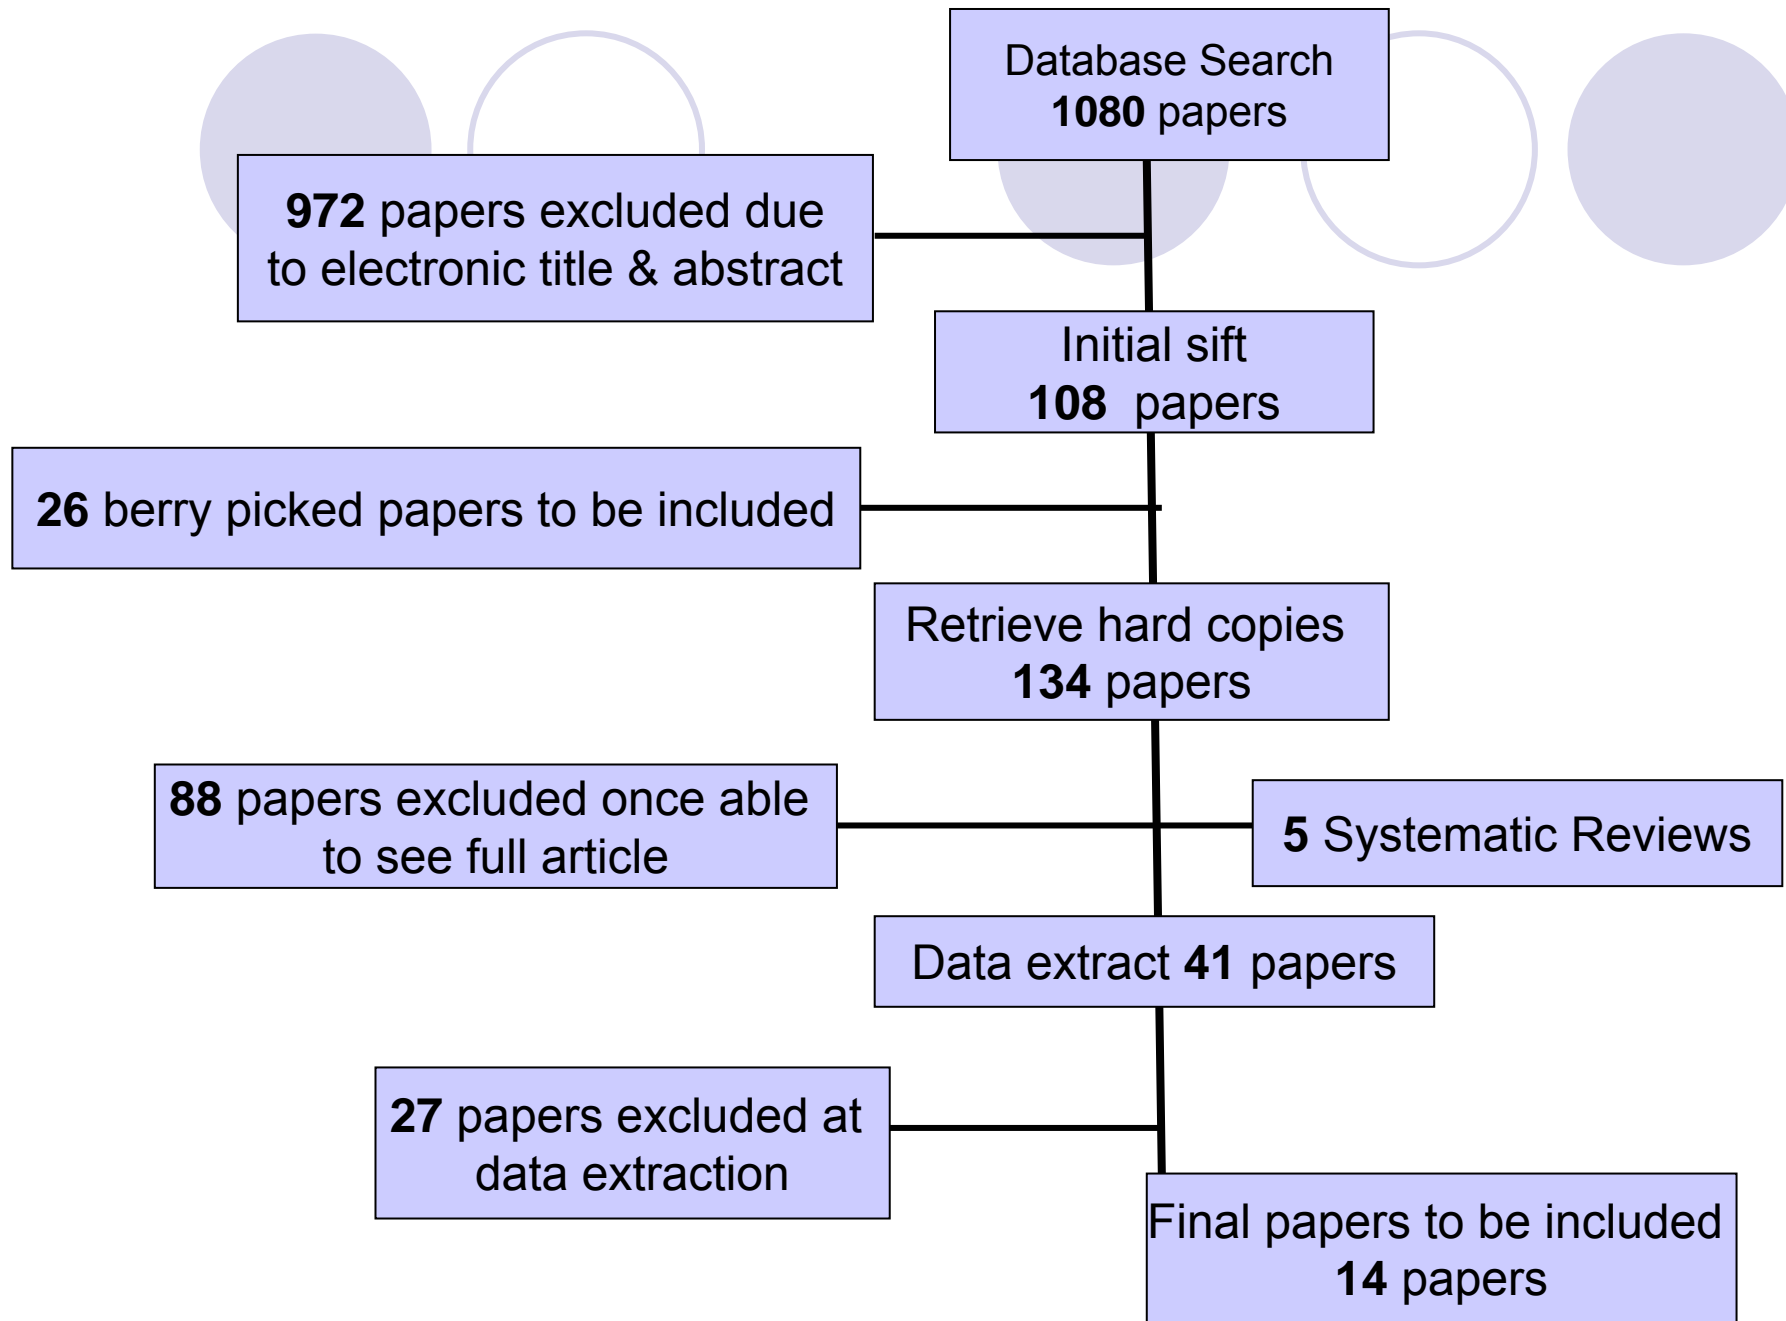 Database Search
1080 papers
972 papers excluded due
to electronic title & abstract
Initial sift
108 papers
26 berry picked papers to be included
Retrieve hard copies
134 papers
88 papers excluded once able
to see full article
5 Systematic Reviews
Data extract 41 papers
27 papers excluded at
data extraction
Final papers to be included
14 papers